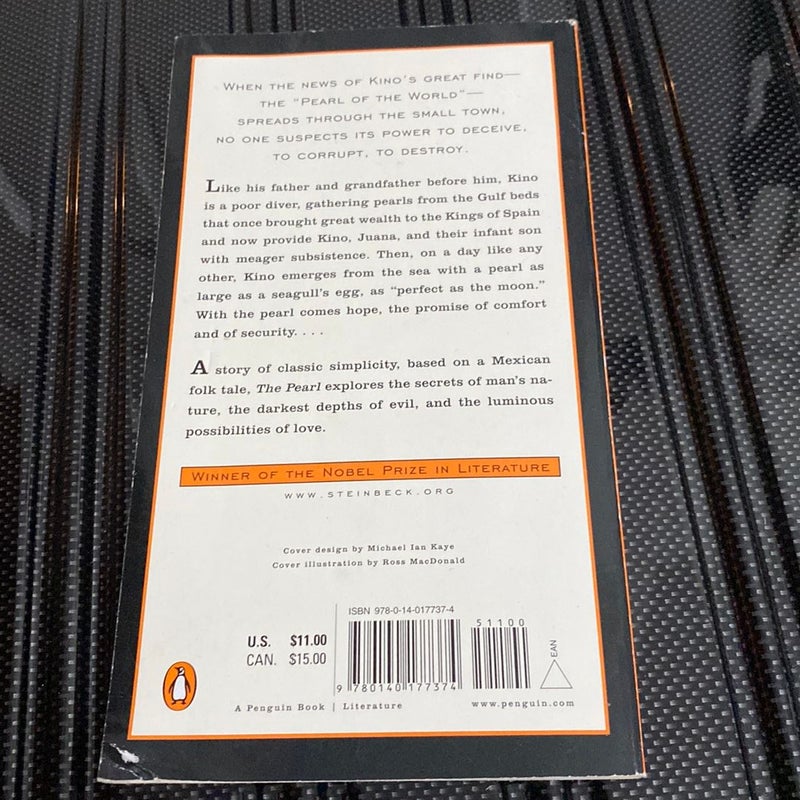 WHEN THE NEWS OF KINO'S GREAT FIND—
THE "PEARL OF THE WORLD"—
SPREADS THROUGH THE SMALL TOWN,
NO ONE SUSPECTS ITS POWER TO DECEIVE,
TO CORRUPT, TO DESTROY.
Like his father and grandfather before him, Kino
is a poor diver, gathering pearls from the Gulf beds
that once brought great wealth to the Kings of Spain
and now provide Kino, Juana, and their infant son
with meager subsistence. Then, on a day like any
other, Kino emerges from the sea with a pearl as
large as a seagull's egg, as "perfect as the moon."
With the pearl comes hope, the promise of comfort
and of security. . . .
A story of classic simplicity, based on a Mexican
folk tale, The Pearl explores the secrets of man's na-
ture, the darkest depths of evil, and the luminous
possibilities of love.
WINNER OF THE NOBEL PRIZE IN LITERATURE
WWW.STEINBECK.ORG
Cover design by Michael Ian Kaye
Cover illustration by Ross MacDonald
ISBN 978-0-14-017737-4
51100
U.S. $11.00
CAN. $15.00
EAN
9 780140 177374
A Penguin Book | Literature
www.penguin.com